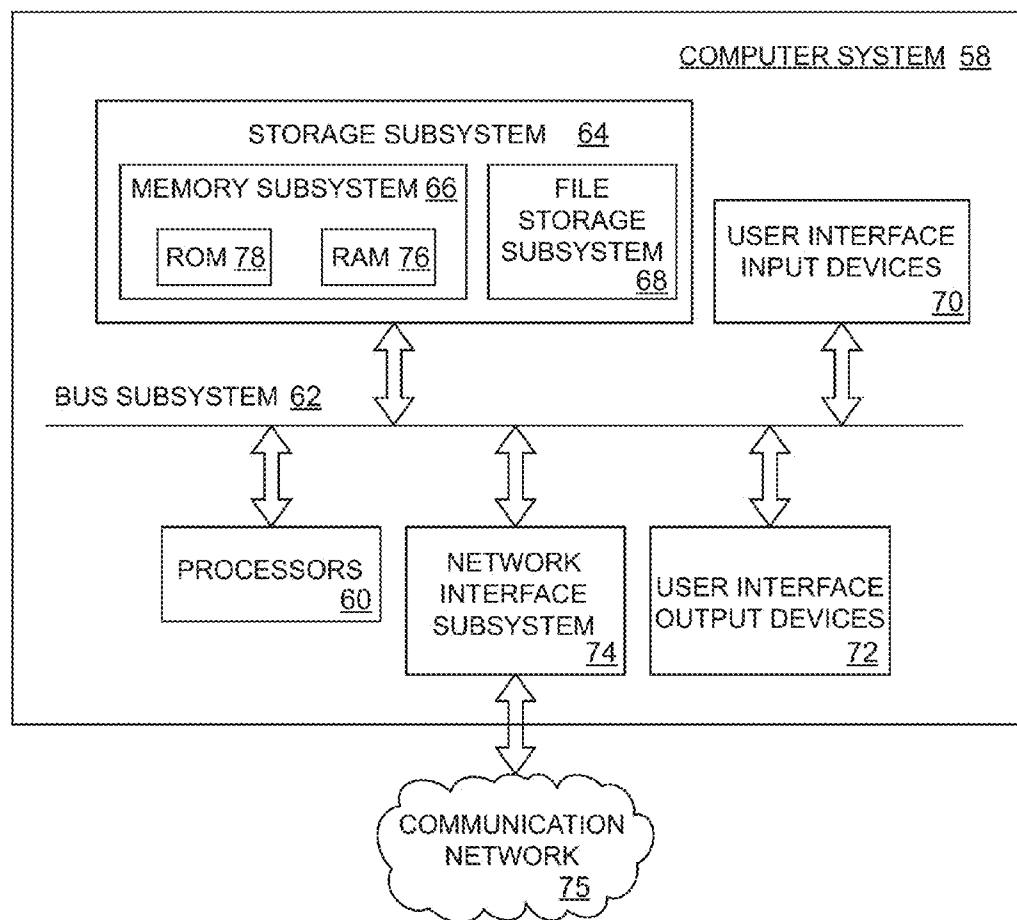 COMPUTER SYSTEM 58
STORAGE SUBSYSTEM 64
MEMORY SUBSYSTEM 66
ROM 78
RAM 76
FILE
STORAGE
SUBSYSTEM
68
USER INTERFACE
INPUT DEVICES
70
BUS SUBSYSTEM 62
PROCESSORS
60
NETWORK
INTERFACE
SUBSYSTEM
74
USER INTERFACE
OUTPUT DEVICES
72
COMMUNICATION
NETWORK
75